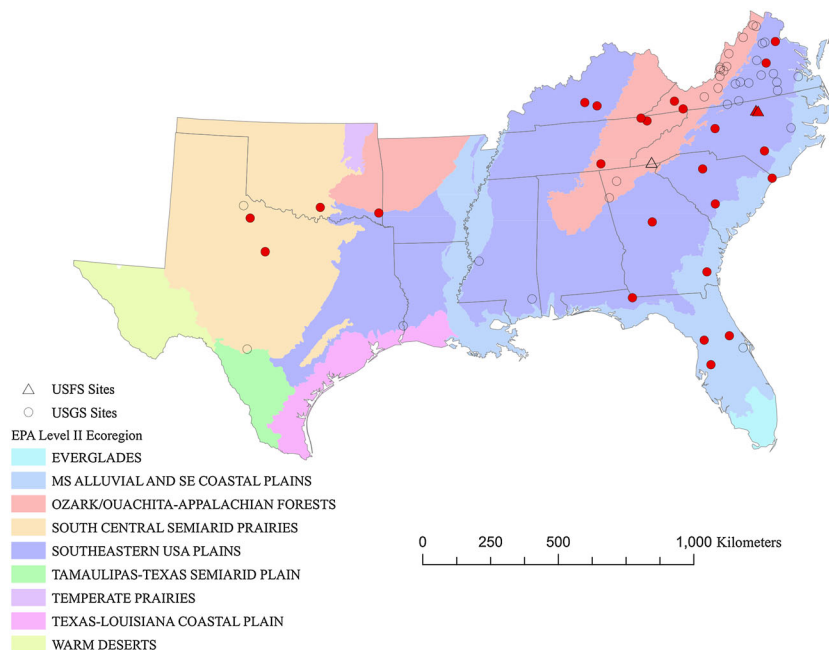 USFS Sites
USGS Sites
EPA Level II Ecoregion
EVERGLADES
MS ALLUVIAL AND SE COASTAL PLAINS
OZARK/OUACHITA-APPALACHIAN FORESTS
SOUTH CENTRAL SEMIARID PRAIRIES
SOUTHEASTERN USA PLAINS
TAMAULIPAS-TEXAS SEMIARID PLAIN
TEMPERATE PRAIRIES
TEXAS-LOUISIANA COASTAL PLAIN
WARM DESERTS
0 250 500 1,000 Kilometers